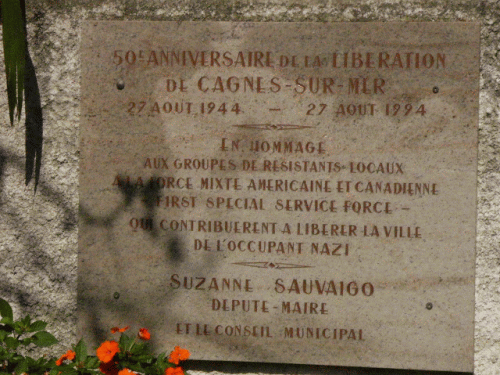 50E ANNIVERSAIRE DE LA LIBERATION
DE CAGNES-SUR-MER
27 AOUT 1944 — 27 AOUT 1994
EN HOMMAGE
AUX GROUPES DE RESISTANTS LOCAUX
A LA FORCE MIXTE AMERICAINE ET CANADIENNE
FIRST SPECIAL SERVICE FORCE –
QUI CONTRIBUERENT A LIBERER LA VILLE
DE L'OCCUPANT NAZI
SUZANNE SAUVAIGO
DEPUTE-MAIRE
ET LE CONSEIL MUNICIPAL